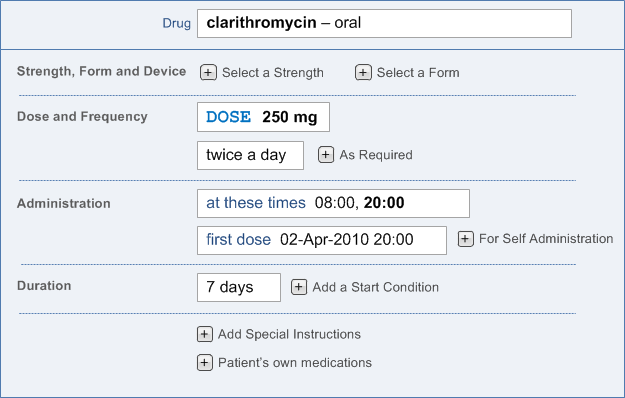 Drug clarithromycin – oral
Strength, Form and Device + Select a Strength + Select a Form
Dose and Frequency DOSE 250 mg
twice a day + As Required
Administration at these times 08:00, 20:00
first dose 02-Apr-2010 20:00 + For Self Administration
Duration 7 days + Add a Start Condition
+ Add Special Instructions
+ Patient’s own medications